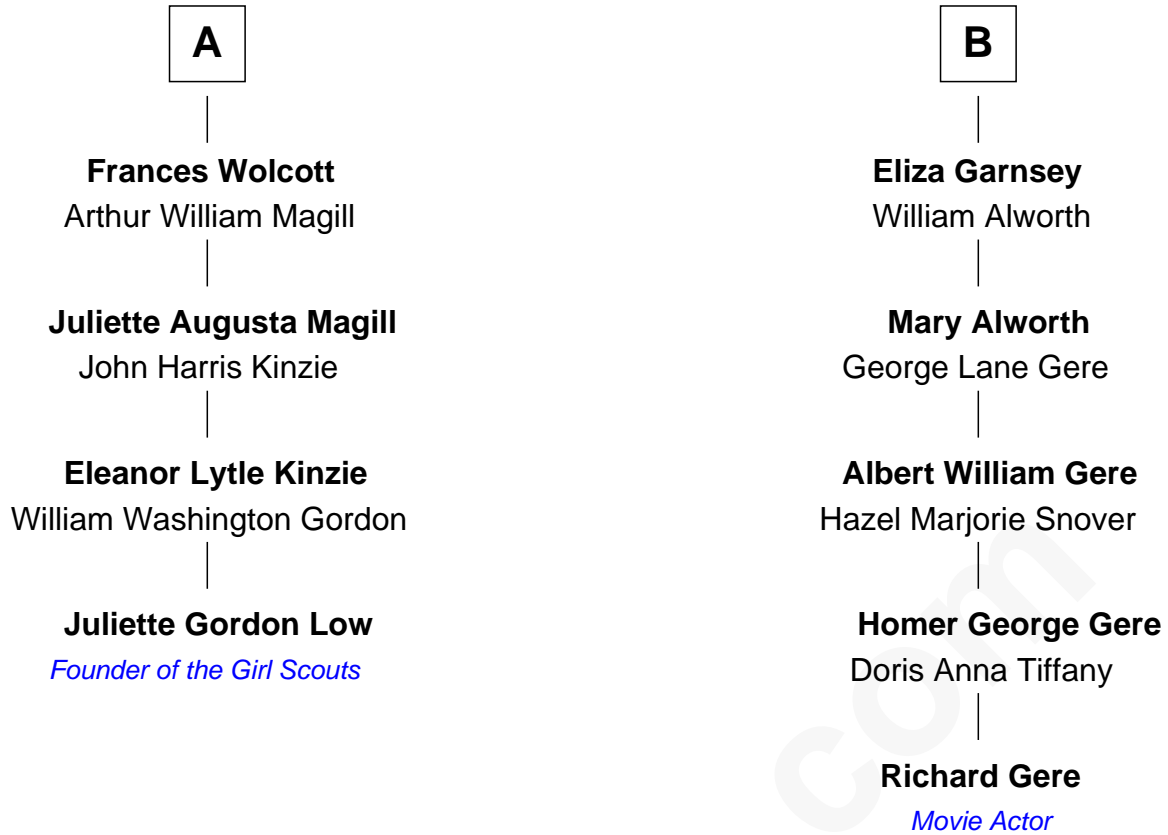 A
Frances Wolcott
Arthur William Magill
Juliette Augusta Magill
John Harris Kinzie
Eleanor Lytle Kinzie
William Washington Gordon
Juliette Gordon Low
Founder of the Girl Scouts
B
Eliza Garnsey
William Alworth
Mary Alworth
George Lane Gere
Albert William Gere
Hazel Marjorie Snover
Homer George Gere
Doris Anna Tiffany
Richard Gere
Movie Actor
com